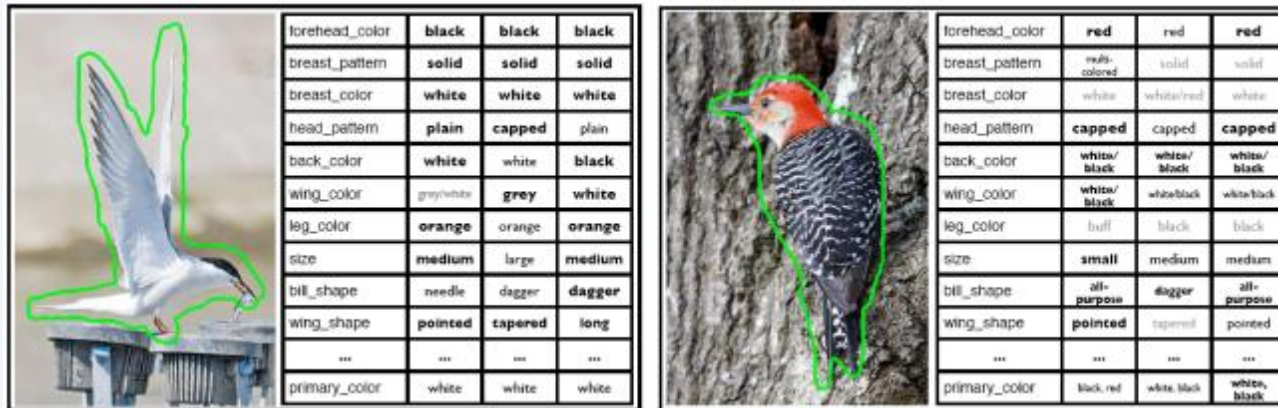 forehead_color black black black
breast_pattern solid solid solid
breast_color white white white
head_pattern plain capped plain
back_color white white black
wing_color grey/white grey white
leg_color orange orange orange
size medium large medium
bill_shape needle dagger dagger
wing_shape pointed tapered long
... ... ... ...
primary_color white white white
forehead_color red red red
breast_pattern multi-
colored solid solid
breast_color white white/red white
head_pattern capped capped capped
back_color white/
black white/
black white/
black
wing_color white/
black white/black white/black
leg_color buff black black
size small medium medium
bill_shape all-
purpose dagger all-
purpose
wing_shape pointed tapered pointed
... ... ... ...
primary_color black, red white, black white,
black